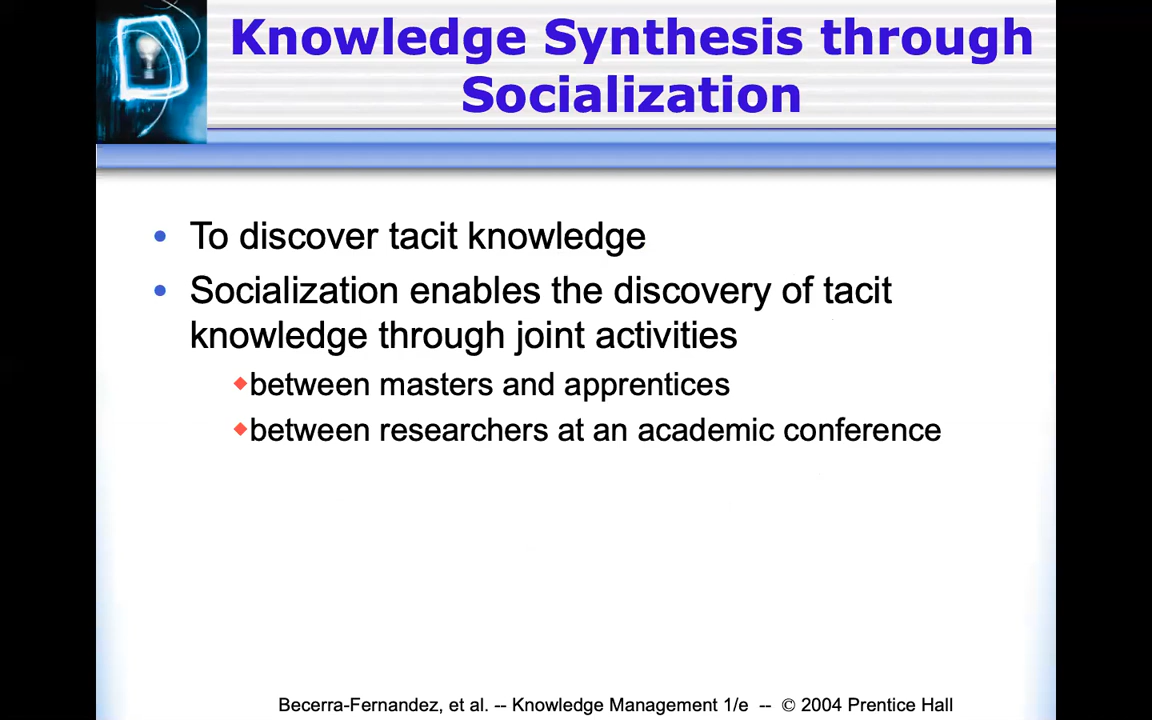 Knowledge Synthesis through
Socialization
• To discover tacit knowledge
• Socialization enables the discovery of tacit
knowledge through joint activities
◆between masters and apprentices
◆between researchers at an academic conference
Becerra-Fernandez, et al. -- Knowledge Management 1/e -- © 2004 Prentice Hall